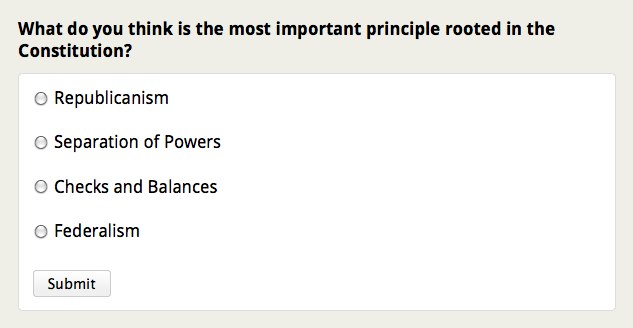 What do you think is the most important principle rooted in the
Constitution?
Republicanism
Separation of Powers
Checks and Balances
Federalism
Submit